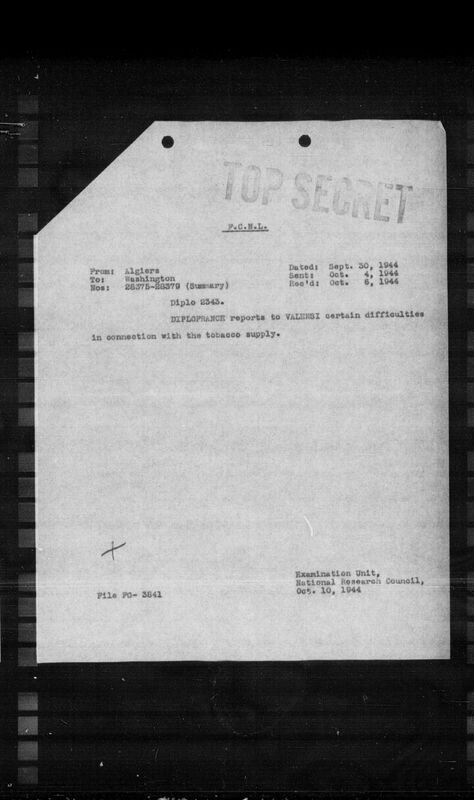 TOP SECRET
F.C.N.L.
From: Algiers
To: Washington
Nos: 28375-28379 (Summary)
Dated: Sept. 30, 1944
Sent: Oct. 4, 1944
Rec'd: Oct. 6, 1944
Diplo 2343.
DIPLOFRANCE reports to VALENSI certain difficulties
in connection with the tobacco supply.
Examination Unit,
National Research Council,
Oct. 10, 1944
File FC- 3841